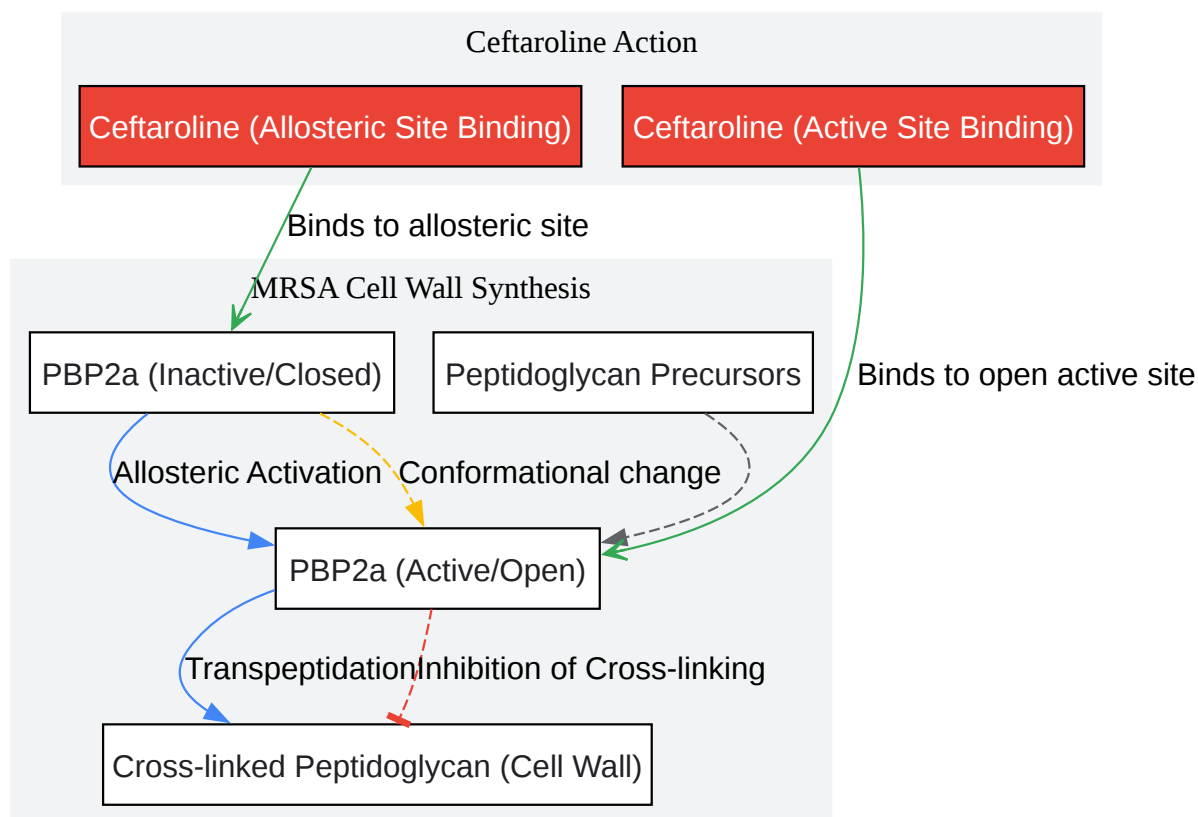 Ceftaroline Action
Ceftaroline (Allosteric Site Binding)
Ceftaroline (Active Site Binding)
Binds to allosteric site
MRSA Cell Wall Synthesis
PBP2a (Inactive/Closed)
Peptidoglycan Precursors
Binds to open active site
Allosteric Activation
Conformational change
PBP2a (Active/Open)
Transpeptidation
Inhibition of Cross-linking
Cross-linked Peptidoglycan (Cell Wall)